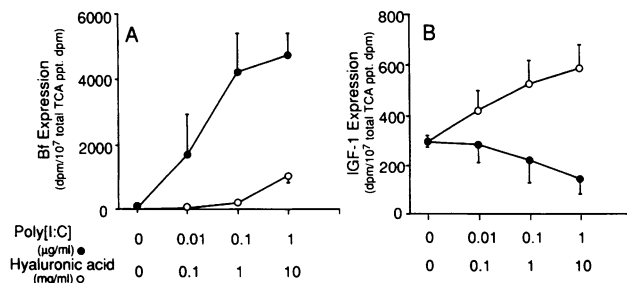 A
Bf Expression
(dpm/10⁷ total TCA ppt. dpm)
6000
4000
2000
0
B
IGF-1 Expression
(dpm/10⁷ total TCA ppt. dpm)
800
600
400
200
0
Poly[I:C]
(µg/ml) ●
0 0.01 0.1 1
0 0.01 0.1 1
Hyaluronic acid
(mg/ml) ○
0 0.1 1 10
0 0.1 1 10